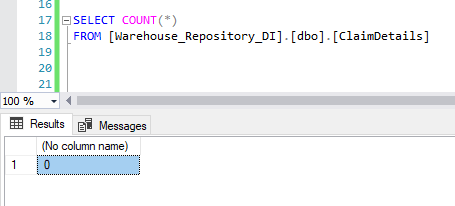 16
17 SELECT COUNT(*)
18 FROM [Warehouse_Repository_DI].[dbo].[ClaimDetails]
19
20
21
100 %
Results Messages
(No column name)
1 0